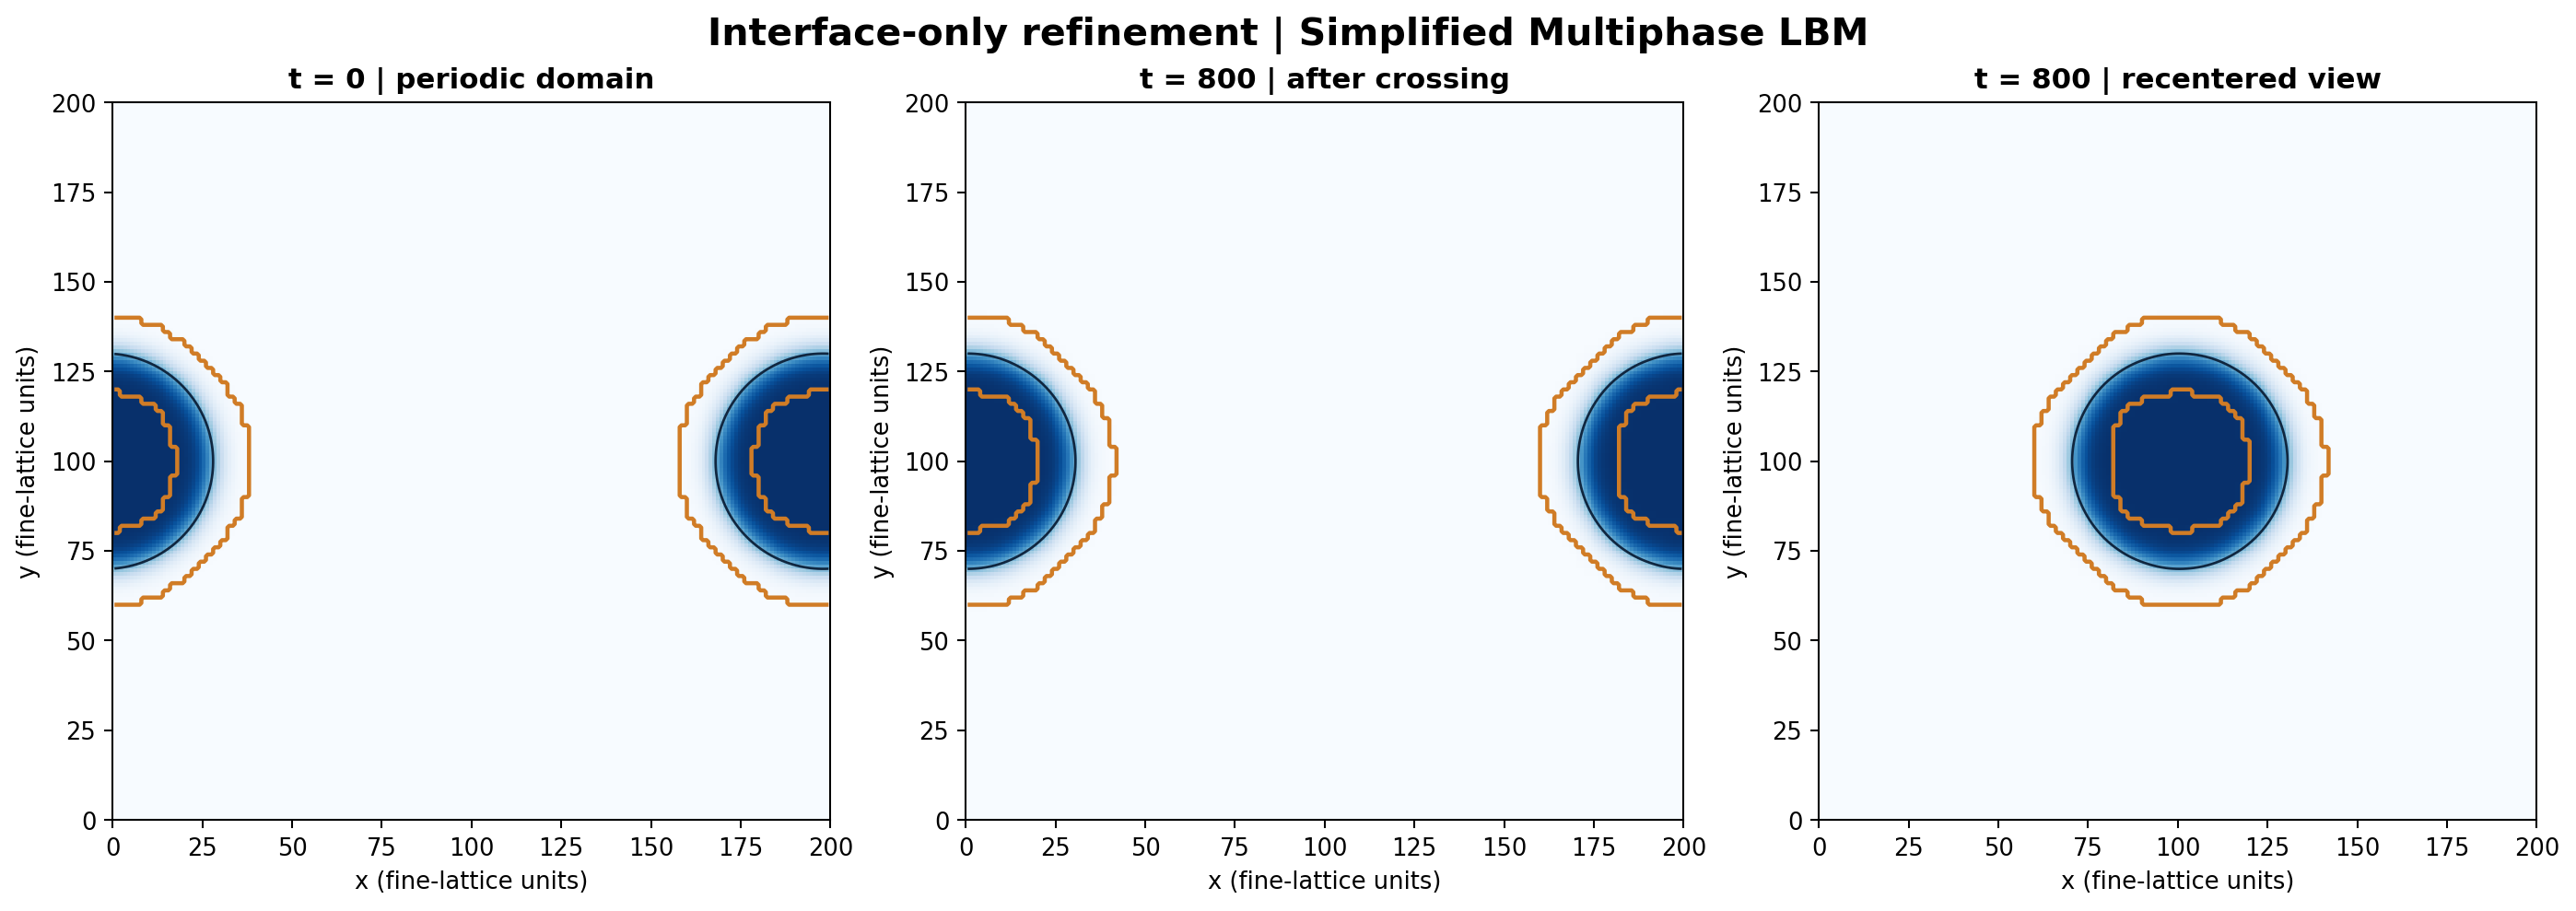 Interface-only refinement | Simplified Multiphase LBM
t = 0 | periodic domain
t = 800 | after crossing
t = 800 | recentered view
200
175
150
125
100
75
50
25
0
y (fine-lattice units)
0 25 50 75 100 125 150 175 200
x (fine-lattice units)
200
175
150
125
100
75
50
25
0
y (fine-lattice units)
0 25 50 75 100 125 150 175 200
x (fine-lattice units)
200
175
150
125
100
75
50
25
0
y (fine-lattice units)
0 25 50 75 100 125 150 175 200
x (fine-lattice units)